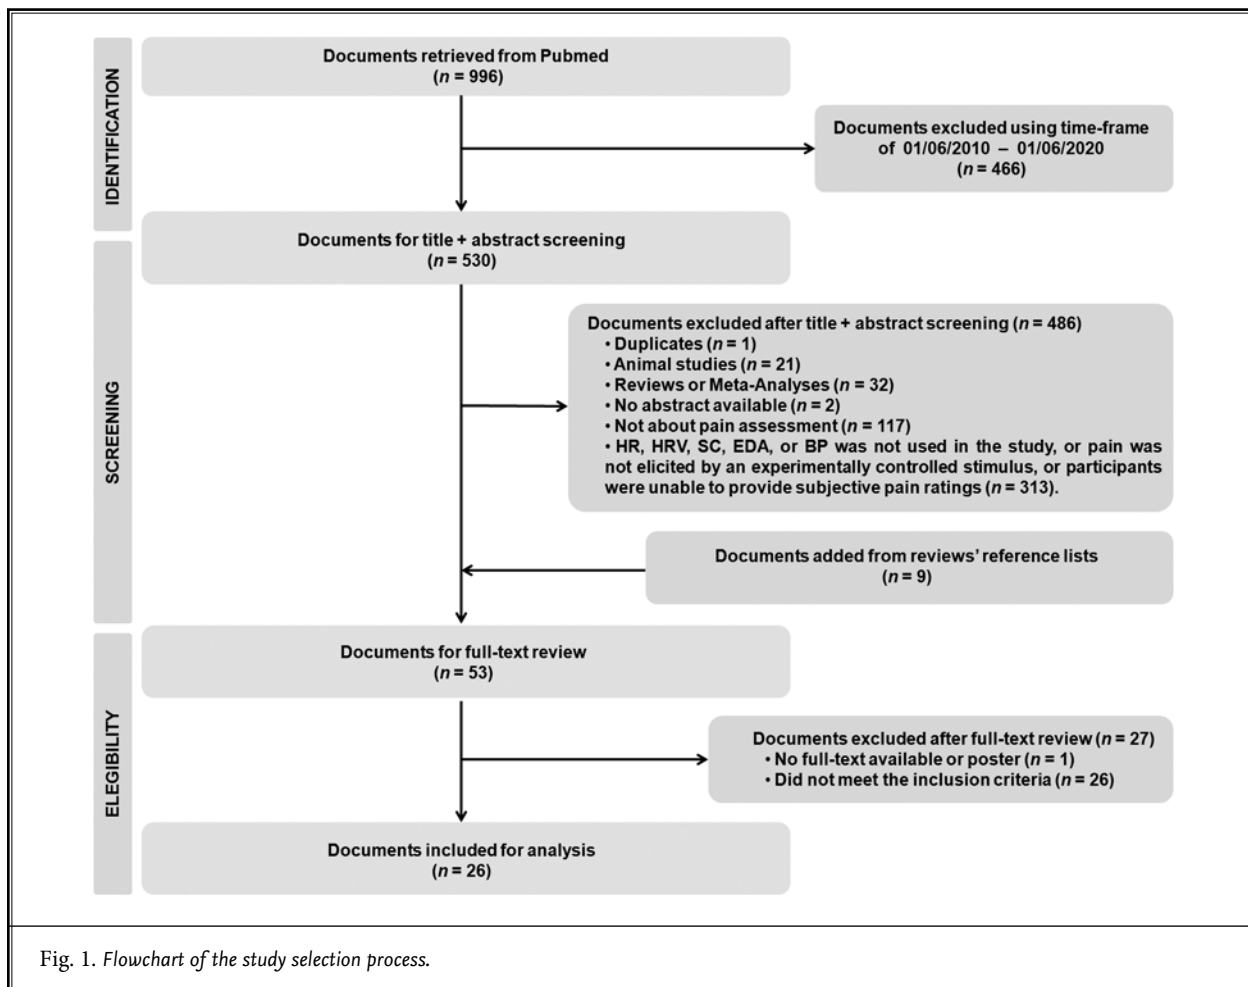 IDENTIFICATION
Documents retrieved from Pubmed
(n = 996)
Documents excluded using time-frame
of 01/06/2010 – 01/06/2020
(n = 466)
SCREENING
Documents for title + abstract screening
(n = 530)
Documents excluded after title + abstract screening (n = 486)
• Duplicates (n = 1)
• Animal studies (n = 21)
• Reviews or Meta-Analyses (n = 32)
• No abstract available (n = 2)
• Not about pain assessment (n = 117)
• HR, HRV, SC, EDA, or BP was not used in the study, or pain was
not elicited by an experimentally controlled stimulus, or participants
were unable to provide subjective pain ratings (n = 313).
Documents added from reviews’ reference lists
(n = 9)
ELEGIBILITY
Documents for full-text review
(n = 53)
Documents excluded after full-text review (n = 27)
• No full-text available or poster (n = 1)
• Did not meet the inclusion criteria (n = 26)
Documents included for analysis
(n = 26)
Fig. 1. Flowchart of the study selection process.